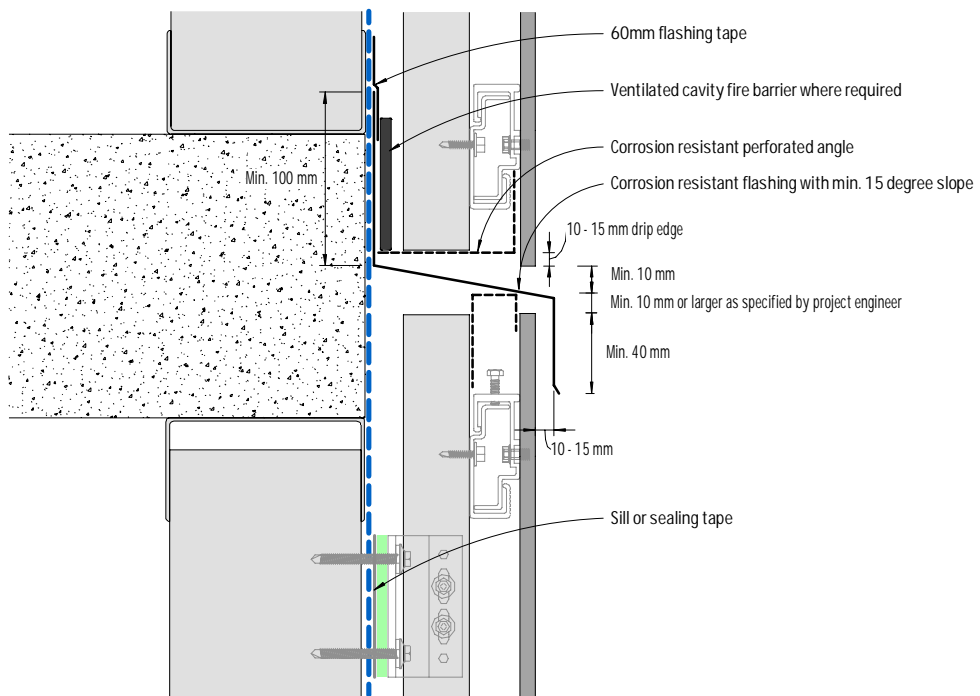 60mm flashing tape
Ventilated cavity fire barrier where required
Corrosion resistant perforated angle
Min. 100 mm
Corrosion resistant flashing with min. 15 degree slope
10 - 15 mm drip edge
Min. 10 mm
Min. 10 mm or larger as specified by project engineer
Min. 40 mm
10 - 15 mm
Sill or sealing tape